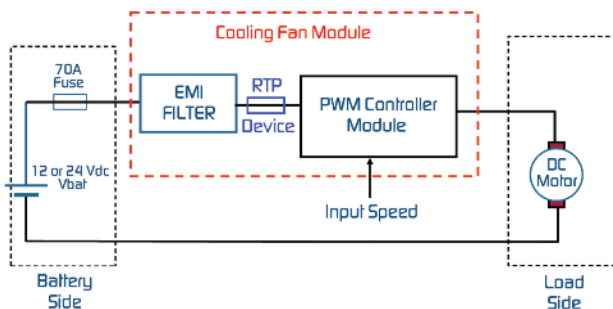 Cooling Fan Module
70A
Fuse
EMI
FILTER
RTP
Device
PWM Controller
Module
12 or 24 Vdc
Vbat
DC
Motor
Input Speed
Battery
Side
Load
Side